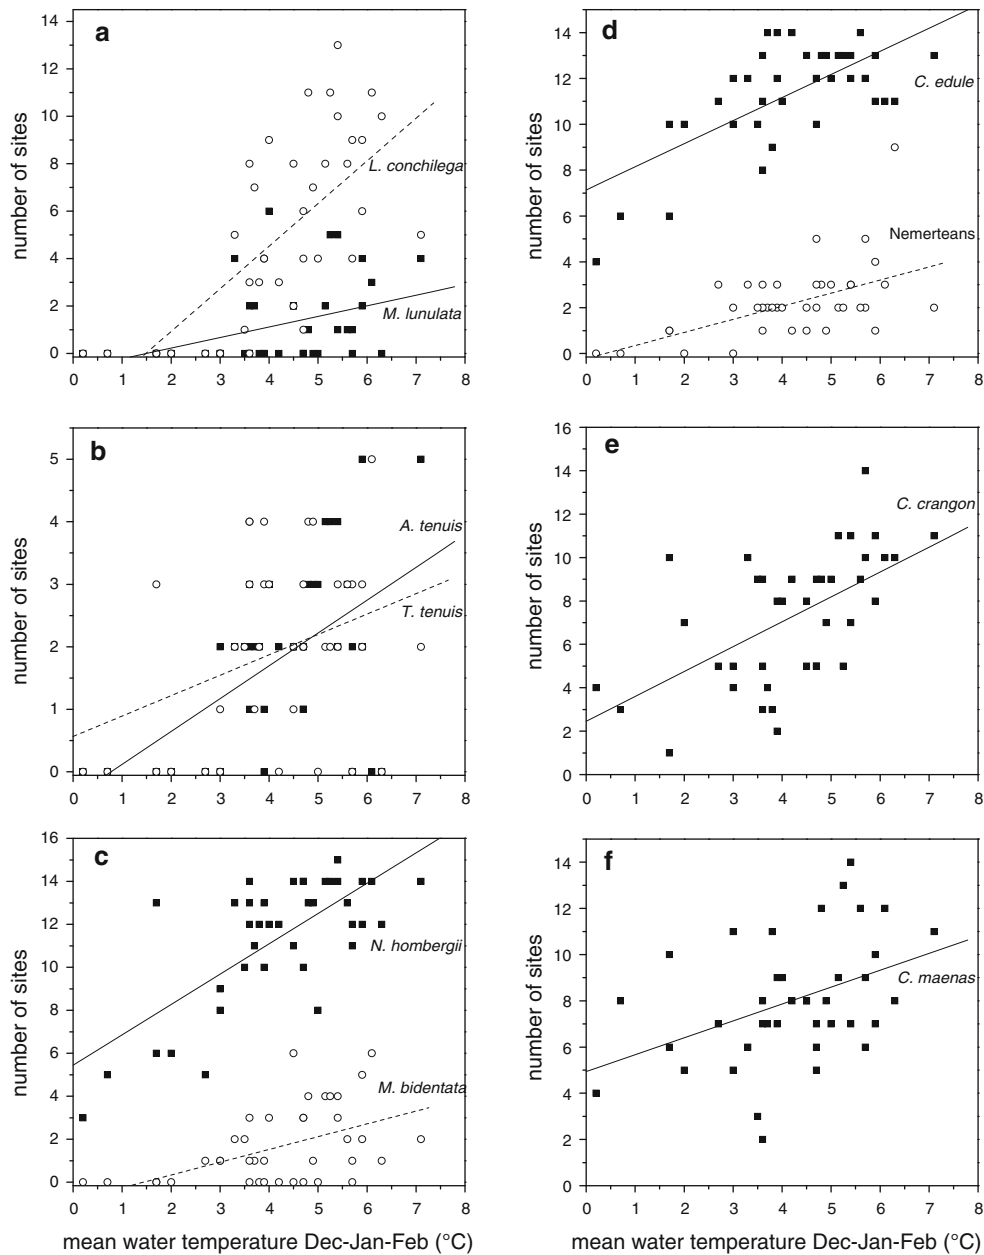 a
14
12
10
8
6
4
2
0
number of sites
L. conchilega
M. lunulata
0 1 2 3 4 5 6 7 8
d
14
12
10
8
6
4
2
0
number of sites
C. edule
Nemerteans
0 1 2 3 4 5 6 7 8
b
5
4
3
2
1
0
number of sites
A. tenuis
T. tenuis
0 1 2 3 4 5 6 7 8
e
16
14
12
10
8
6
4
2
0
number of sites
C. crangon
0 1 2 3 4 5 6 7 8
c
16
14
12
10
8
6
4
2
0
number of sites
N. hombergii
M. bidentata
0 1 2 3 4 5 6 7 8
mean water temperature Dec-Jan-Feb (°C)
f
14
12
10
8
6
4
2
0
number of sites
C. maenas
0 1 2 3 4 5 6 7 8
mean water temperature Dec-Jan-Feb (°C)